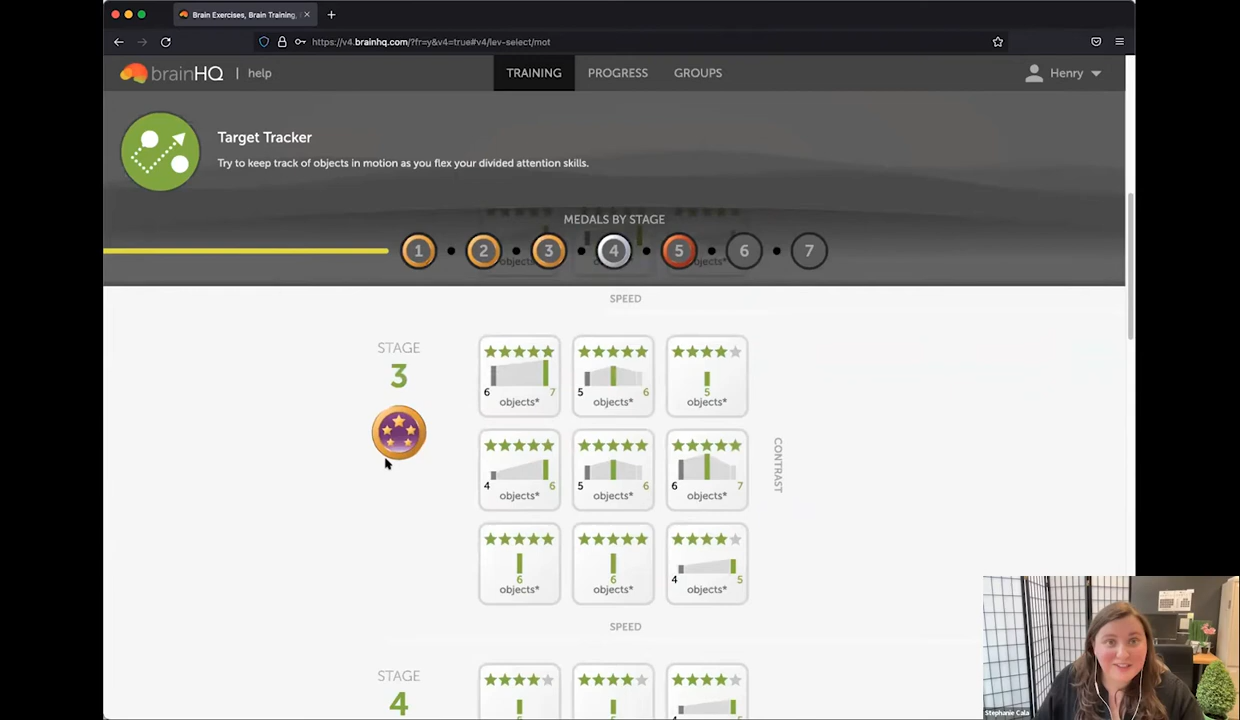 Brain Exercises, Brain Training,
https://v4.brainhq.com/?fr=y&v4=true#v4/lev-select/mot
brainHQ | help
TRAINING PROGRESS GROUPS
Henry
Target Tracker
Try to keep track of objects in motion as you flex your divided attention skills.
MEDALS BY STAGE
1 2 3 4 5 6 7
objects* objects*
SPEED
STAGE
3
6 7
objects*
5 6
objects*
5
objects*
4 6
objects*
5 6
objects*
6 7
objects*
CONTRAST
6
objects*
6
objects*
4 5
objects*
SPEED
STAGE
4
Stephanie Cala